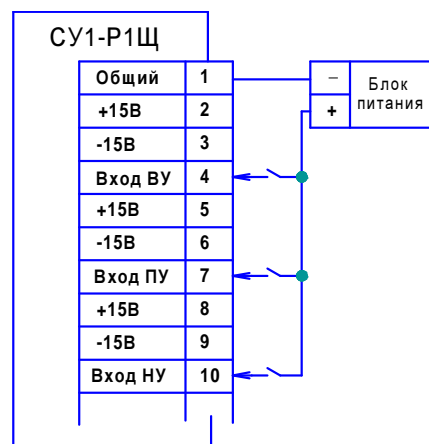 СУ1-Р1Щ
Общий 1
+15В 2
-15В 3
Вход ВУ 4
+15В 5
-15В 6
Вход ПУ 7
+15В 8
-15В 9
Вход НУ 10
– Блок
+ питания